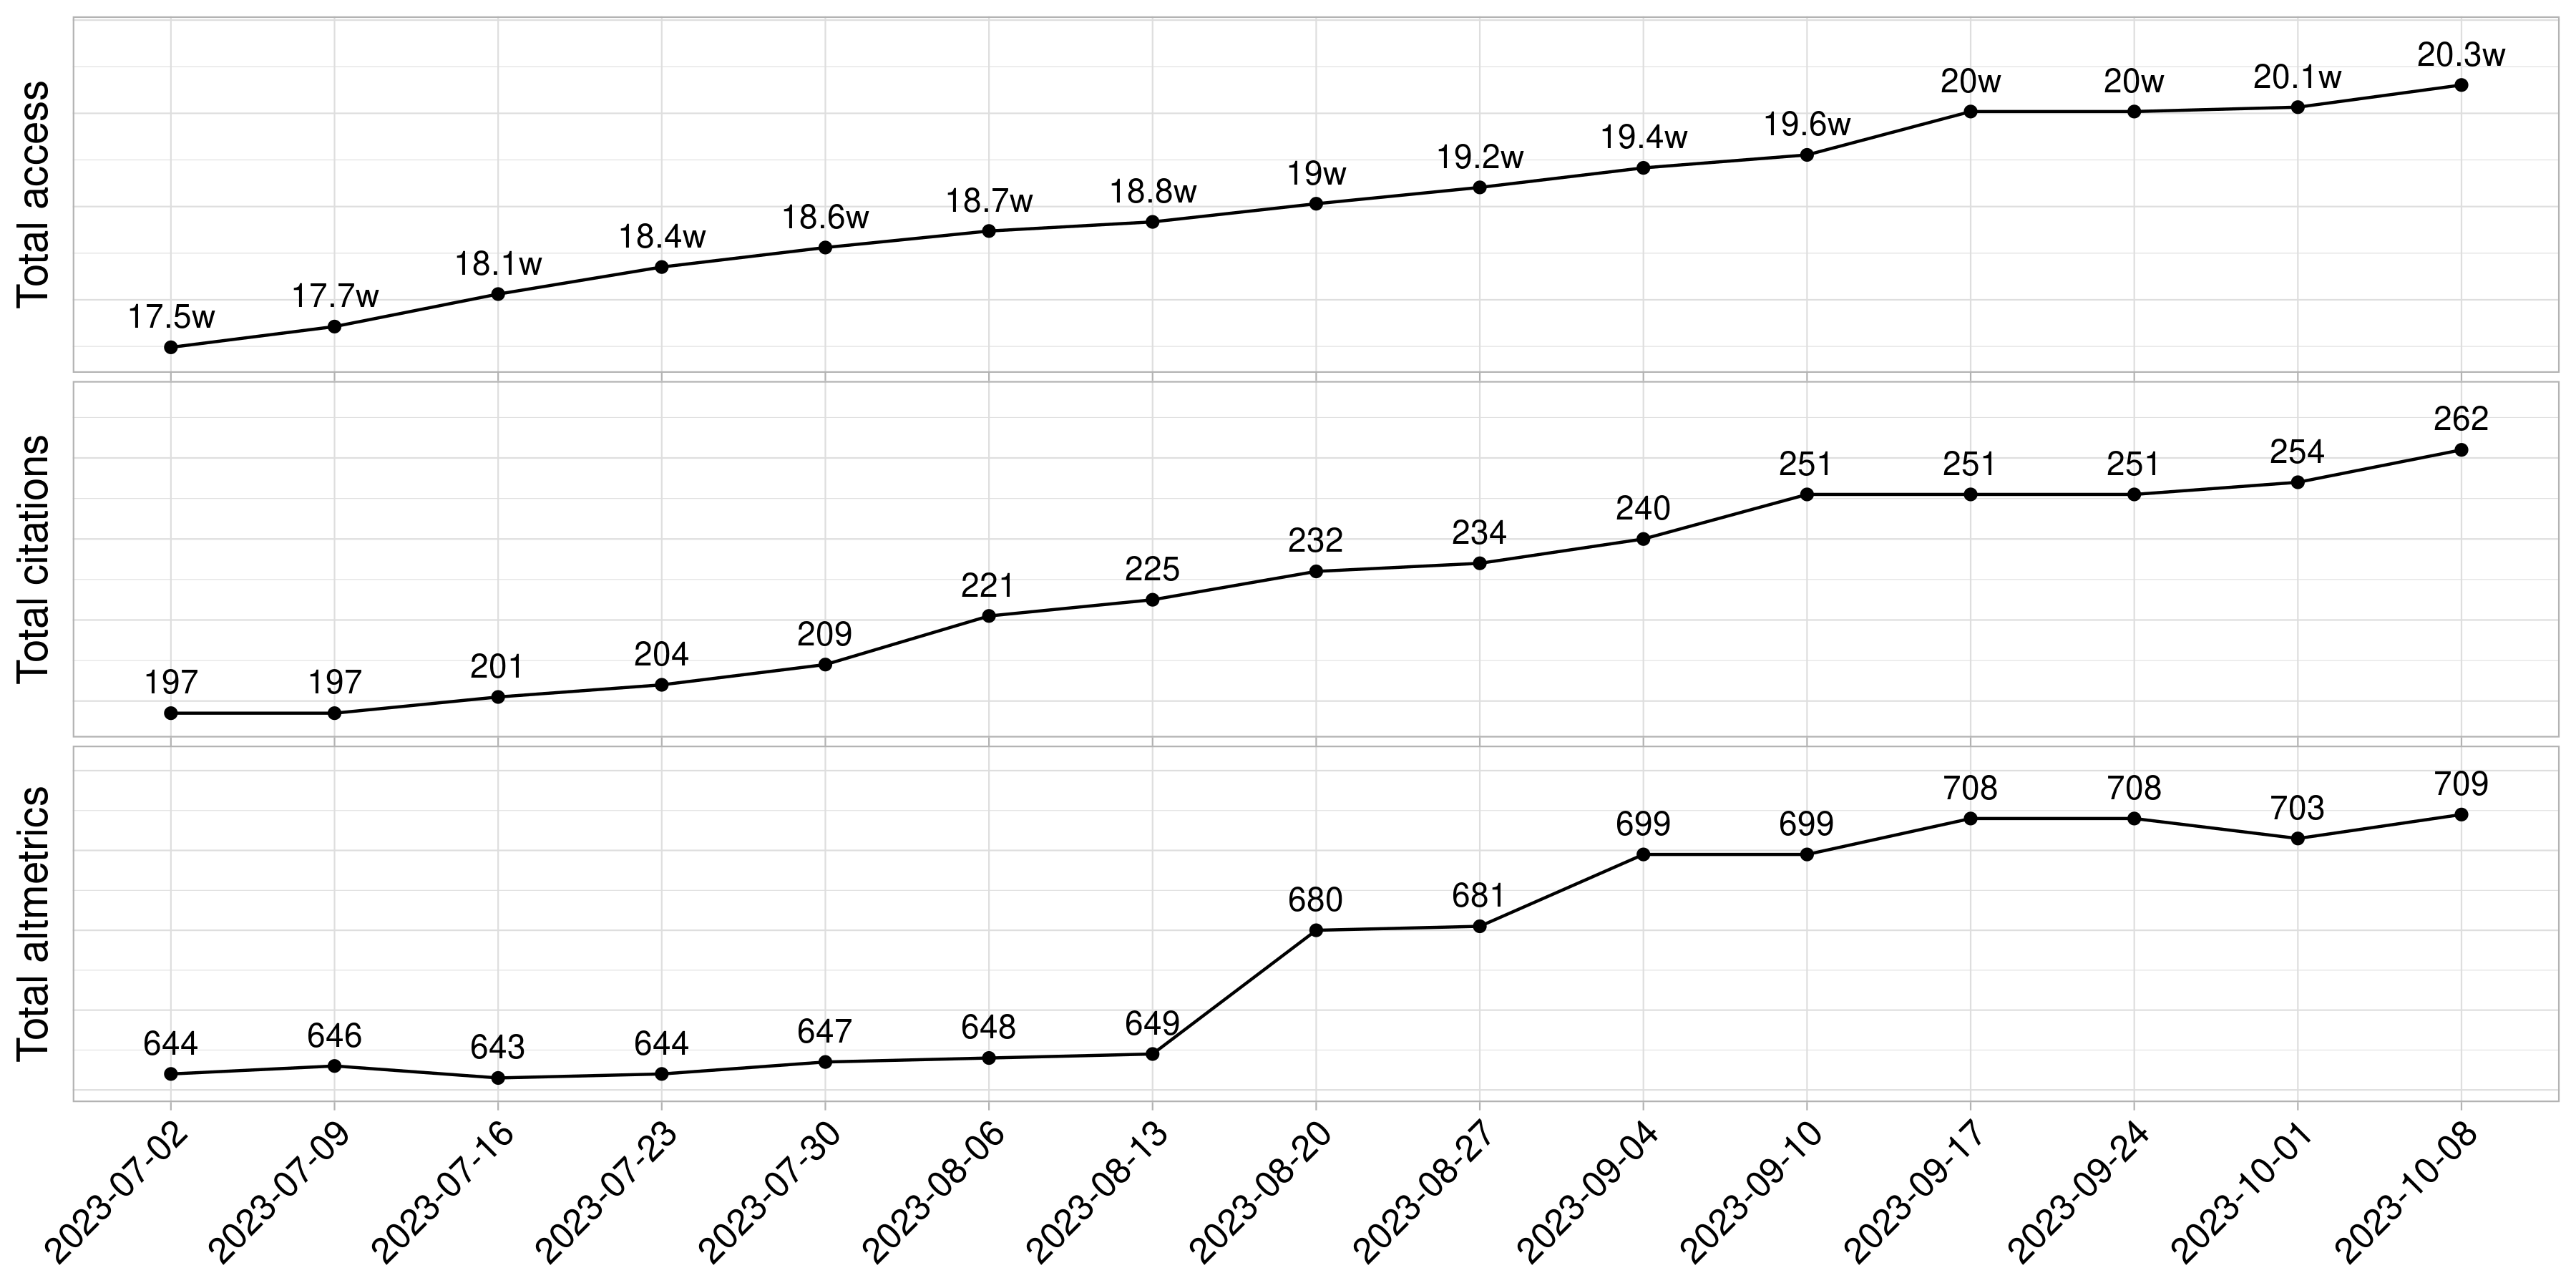 Total access
17.5w 17.7w 18.1w 18.4w 18.6w 18.7w 18.8w 19w 19.2w 19.4w 19.6w 20w 20w 20.1w 20.3w
Total citations
197 197 201 204 209 221 225 232 234 240 251 251 251 254 262
Total altmetrics
644 646 643 644 647 648 649 680 681 699 699 708 708 703 709
2023-07-02 2023-07-09 2023-07-16 2023-07-23 2023-07-30 2023-08-06 2023-08-13 2023-08-20 2023-08-27 2023-09-04 2023-09-10 2023-09-17 2023-09-24 2023-10-01 2023-10-08